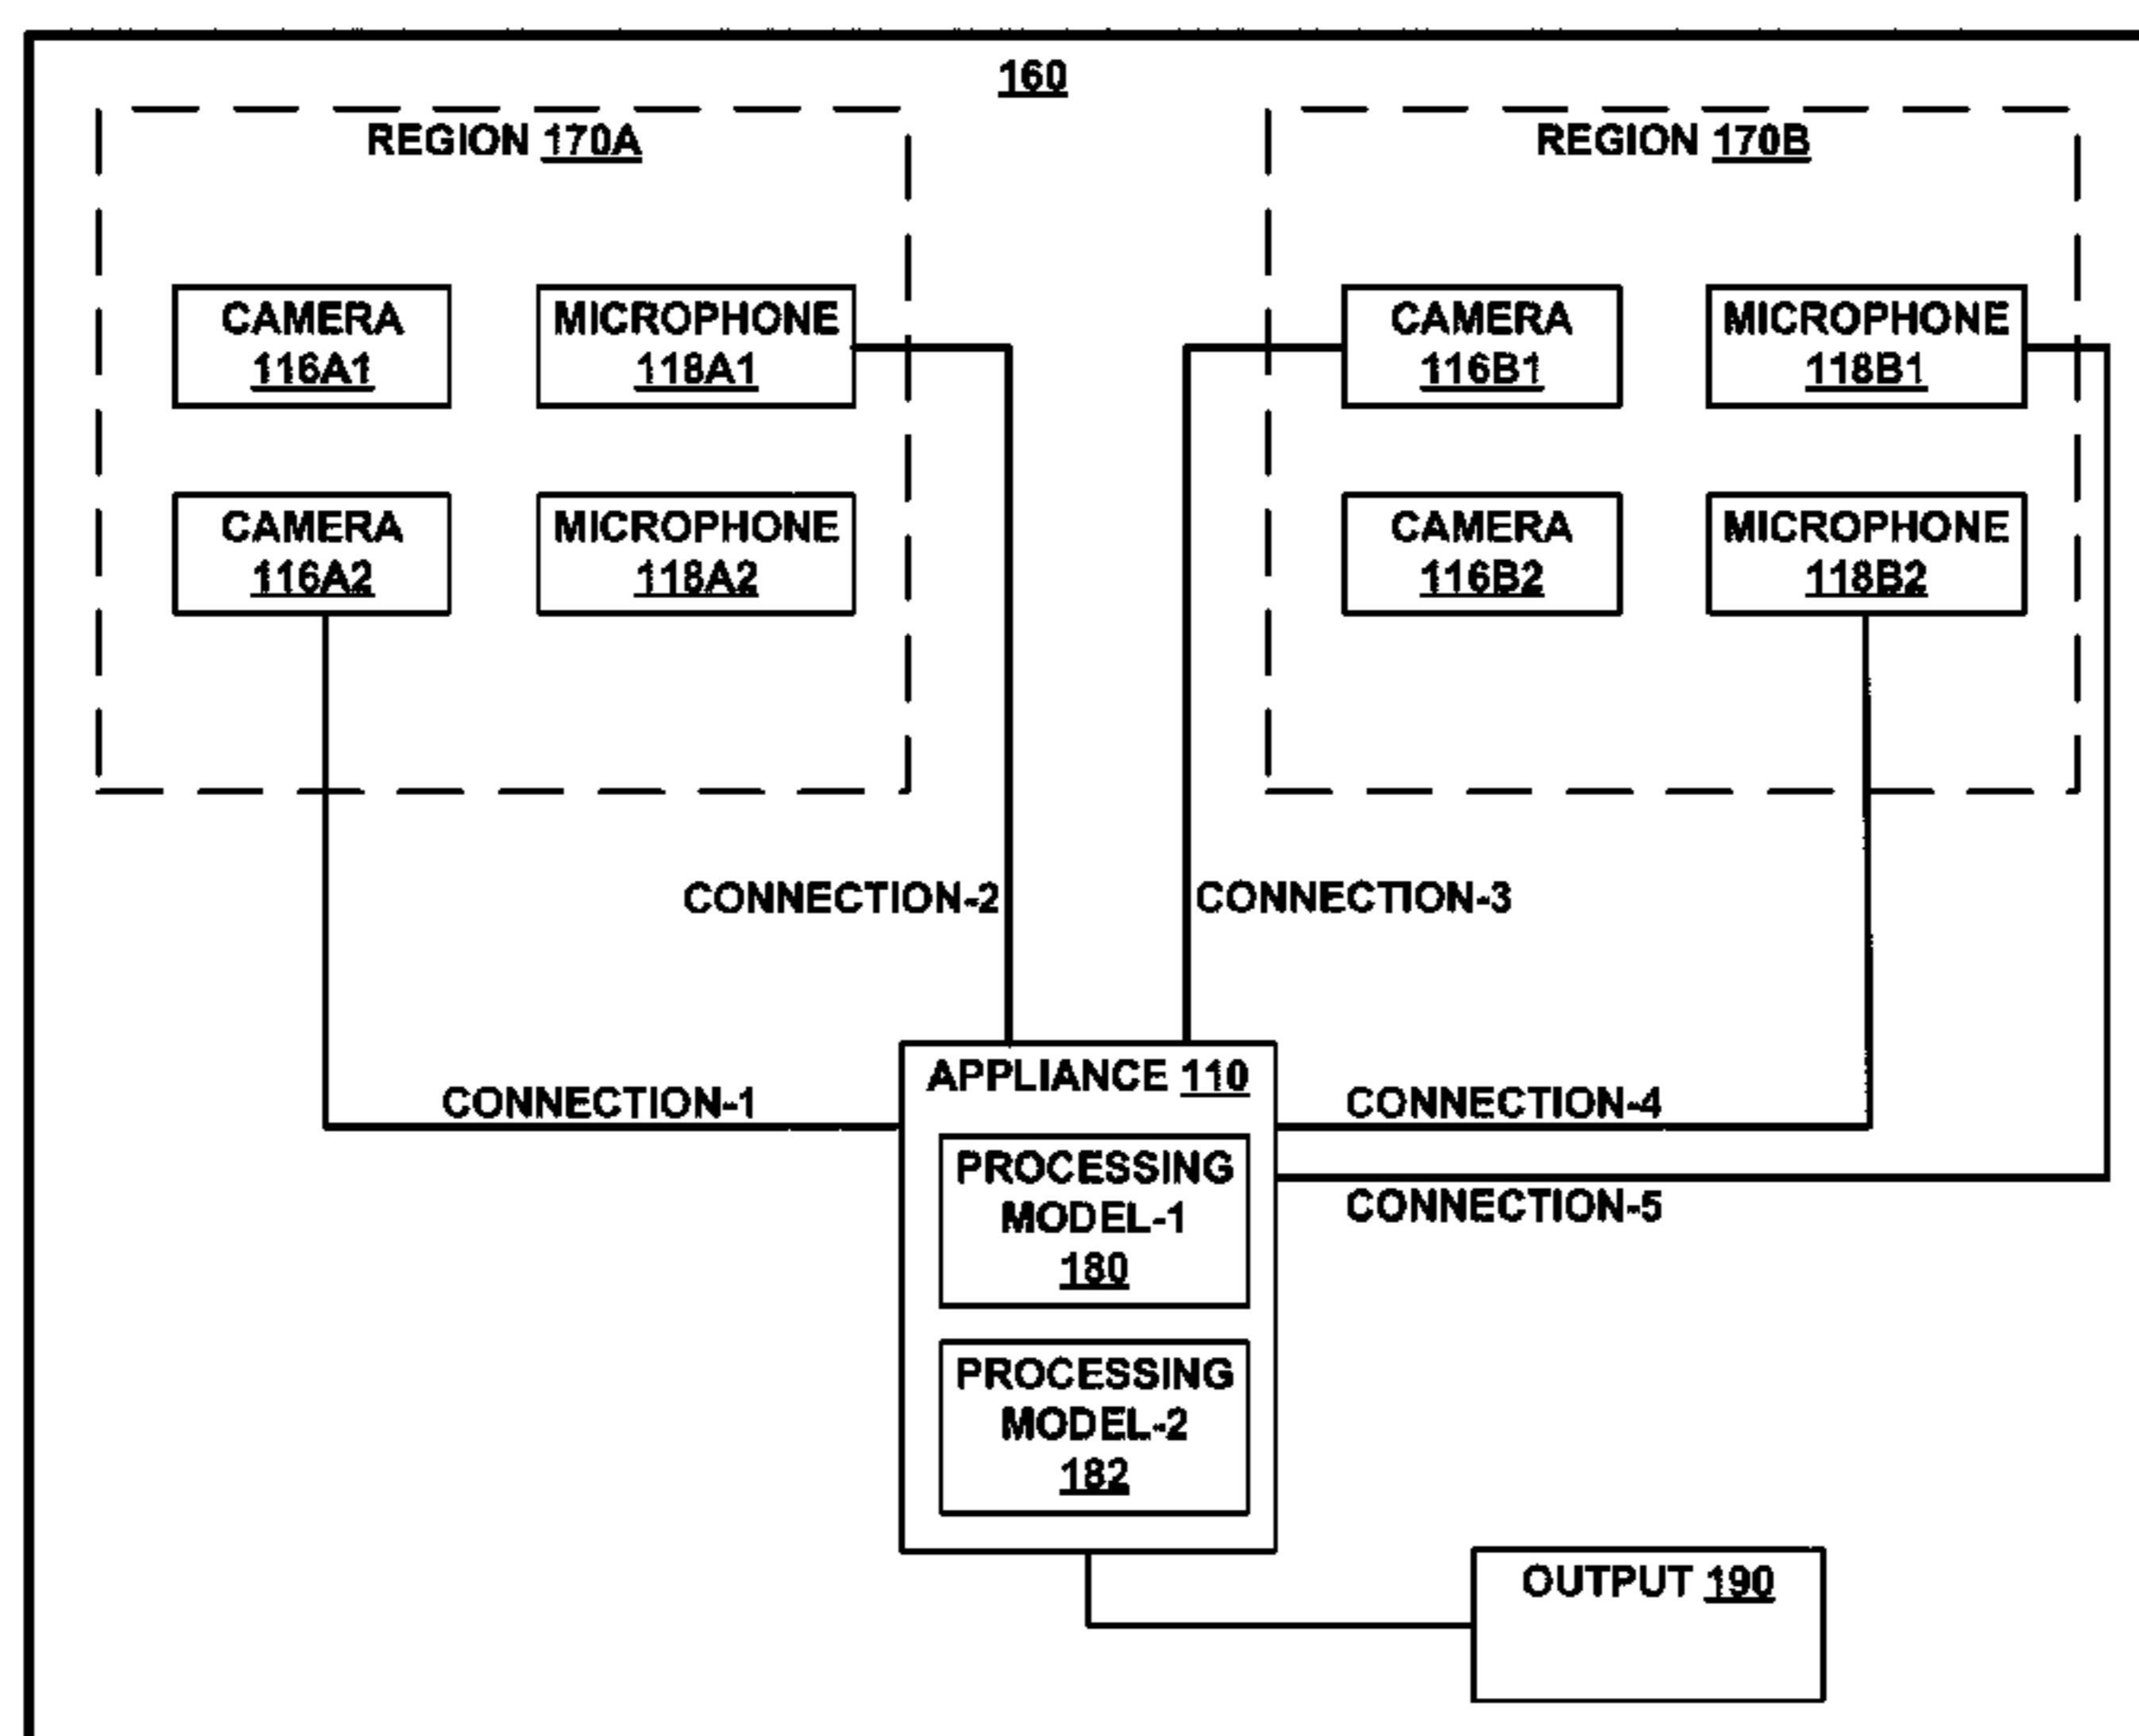 160
REGION 170A
CAMERA
116A1
MICROPHONE
118A1
CAMERA
116A2
MICROPHONE
118A2
REGION 170B
CAMERA
116B1
MICROPHONE
118B1
CAMERA
116B2
MICROPHONE
118B2
CONNECTION-2
CONNECTION-3
CONNECTION-1
CONNECTION-4
CONNECTION-5
APPLIANCE 110
PROCESSING
MODEL-1
180
PROCESSING
MODEL-2
182
OUTPUT 190